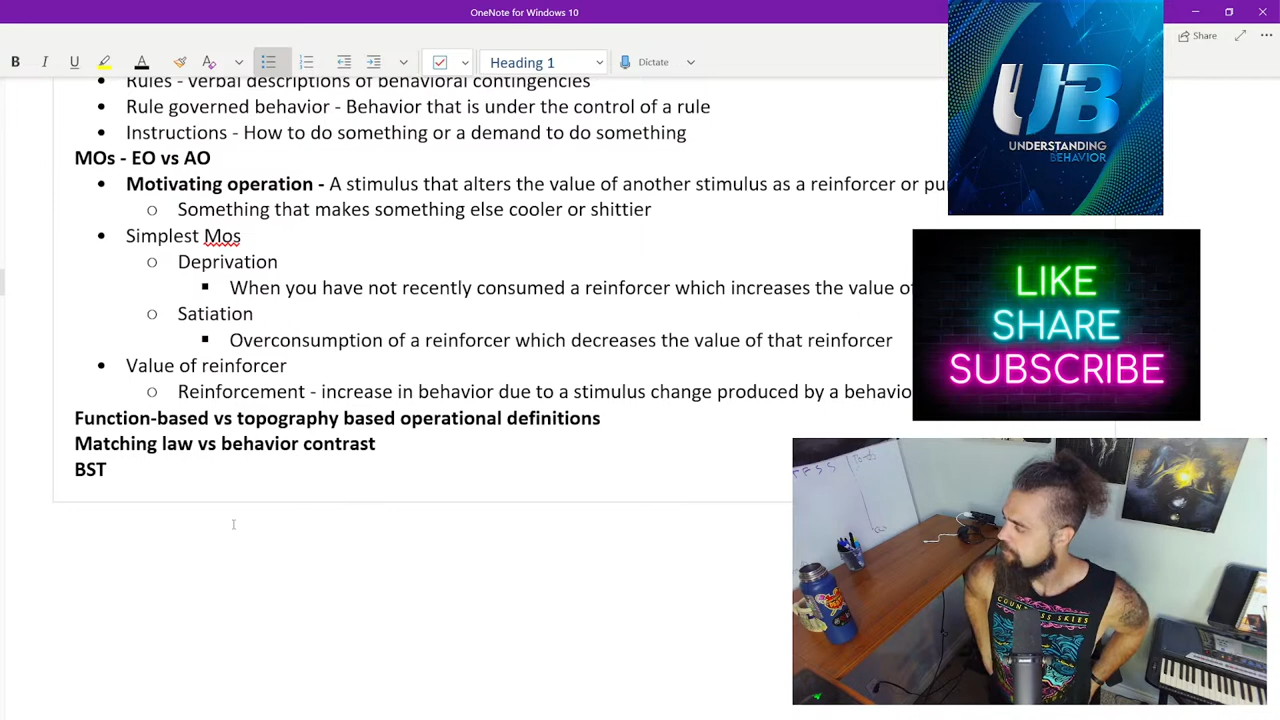 OneNote for Windows 10
Share
B I U A A Heading 1 Dictate
Rules - verbal descriptions of behavioral contingencies
• Rule governed behavior - Behavior that is under the control of a rule
• Instructions - How to do something or a demand to do something
MOs - EO vs AO
• Motivating operation - A stimulus that alters the value of another stimulus as a reinforcer or
o Something that makes something else cooler or shittier
• Simplest Mos
o Deprivation
▪ When you have not recently consumed a reinforcer which increases the value of
o Satiation
▪ Overconsumption of a reinforcer which decreases the value of that reinforcer
• Value of reinforcer
o Reinforcement - increase in behavior due to a stimulus change produced by a
Function-based vs topography based operational definitions
Matching law vs behavior contrast
BST
UB
UNDERSTANDING
BEHAVIOR
LIKE
SHARE
SUBSCRIBE